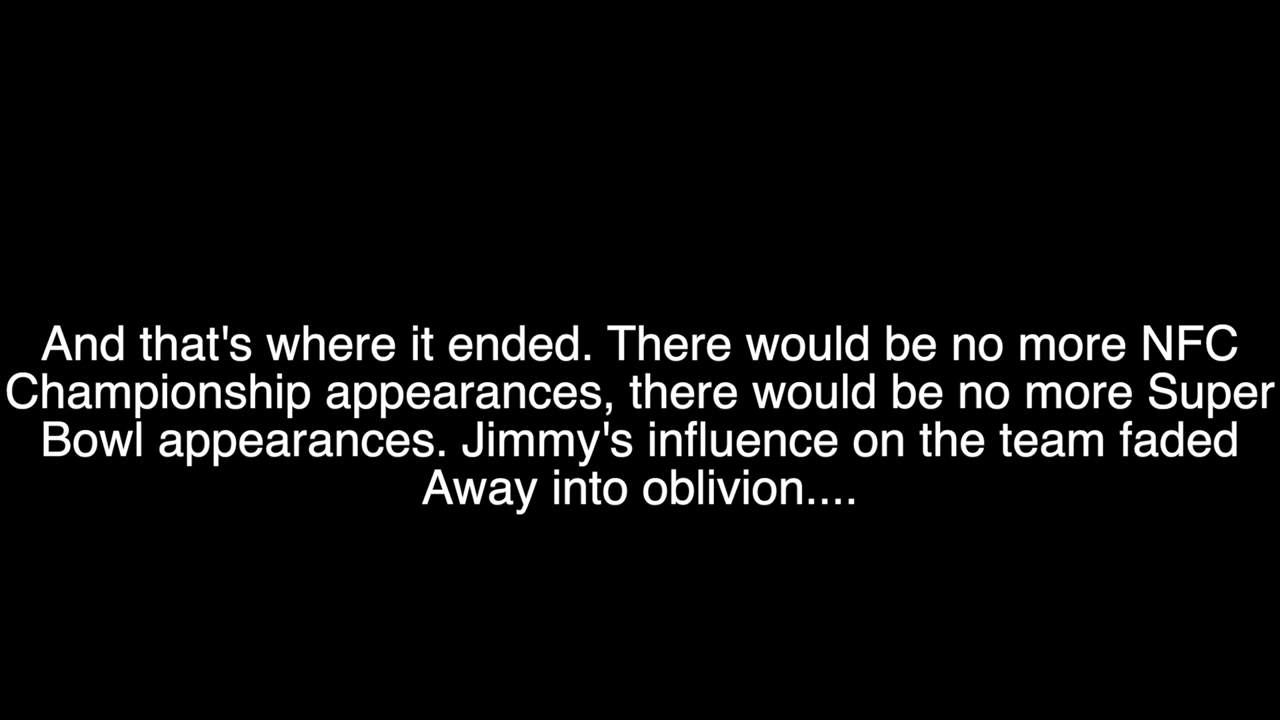 And that's where it ended. There would be no more NFC
Championship appearances, there would be no more Super
Bowl appearances. Jimmy's influence on the team faded
Away into oblivion....